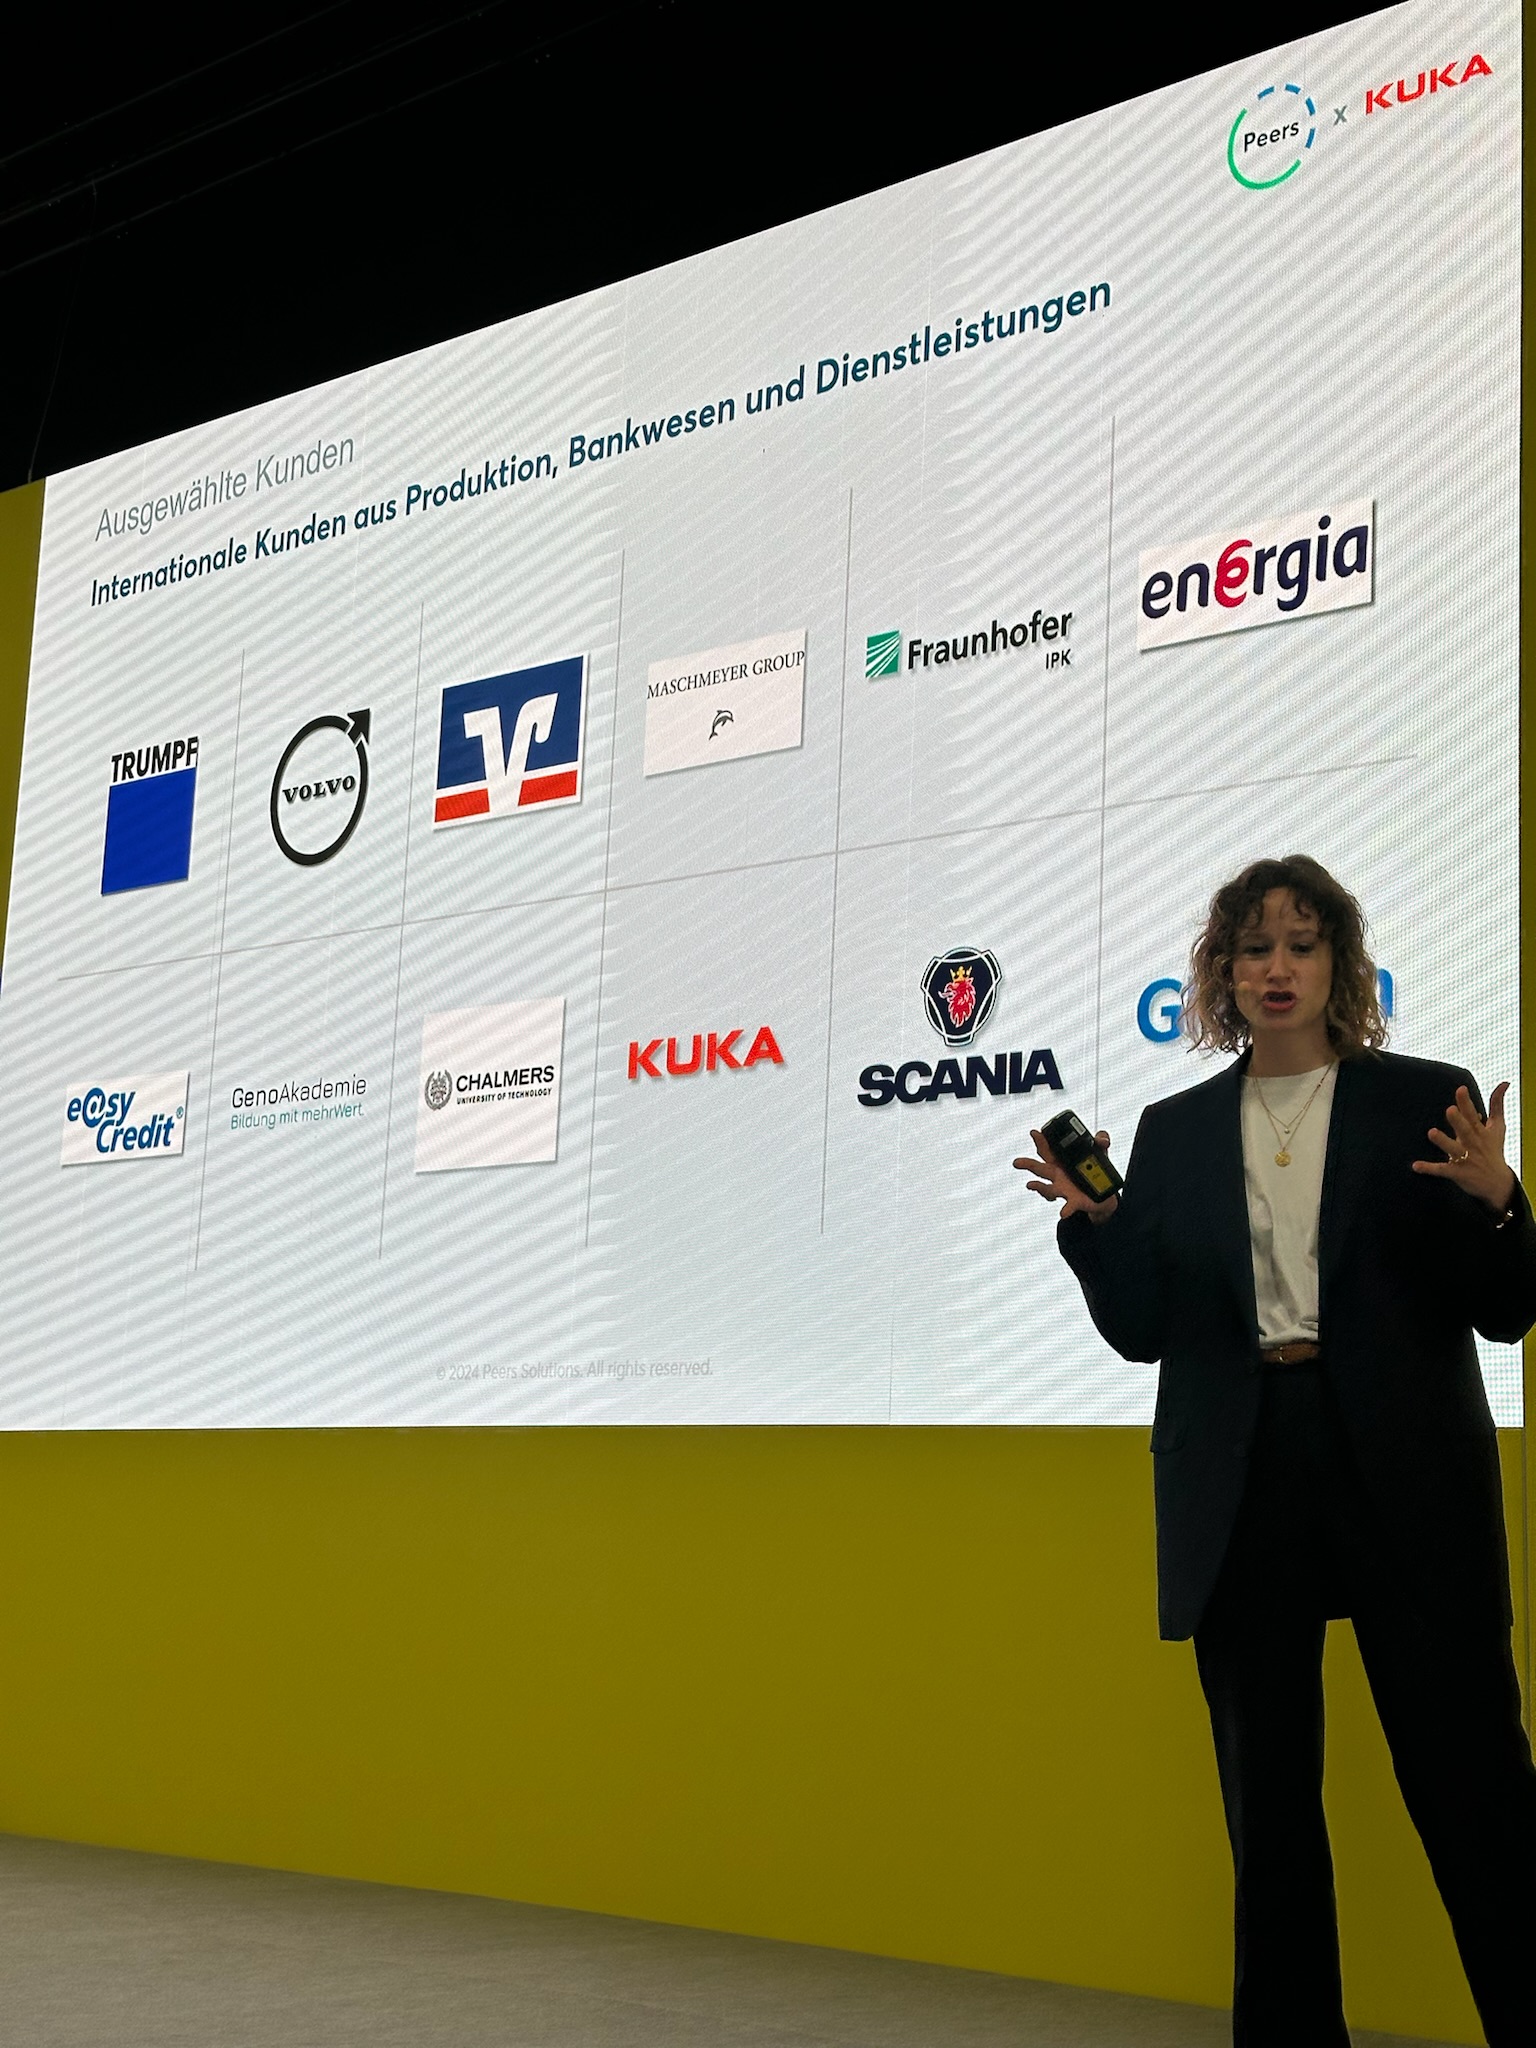 Peers x KUKA
Ausgewählte Kunden
Internationale Kunden aus Produktion, Bankwesen und Dienstleistungen
TRUMPF
VOLVO
MASCHMEYER GROUP
Fraunhofer
IPK
energia
e@sy
Credit®
GenoAkademie
Bildung mit mehrWert.
CHALMERS
UNIVERSITY OF TECHNOLOGY
KUKA
SCANIA
© 2024 Peers Solutions. All rights reserved.